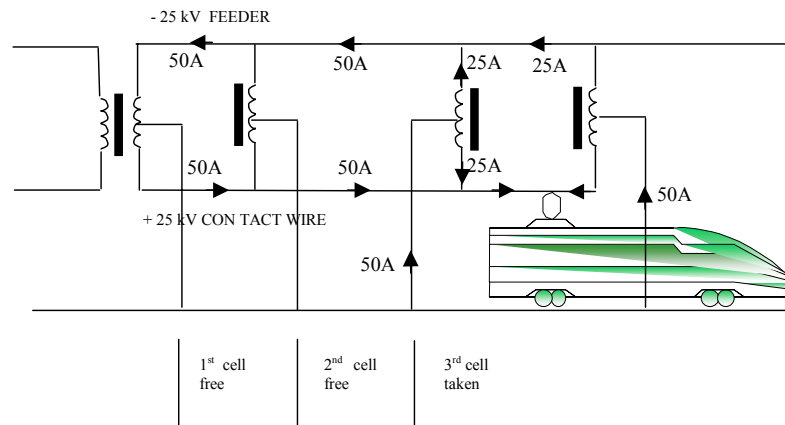 - 25 kV FEEDER
50A
50A
25A
25A
50A
50A
25A
+ 25 kV CON TACT WIRE
50A
50A
1st cell
free
2nd cell
free
3rd cell
taken